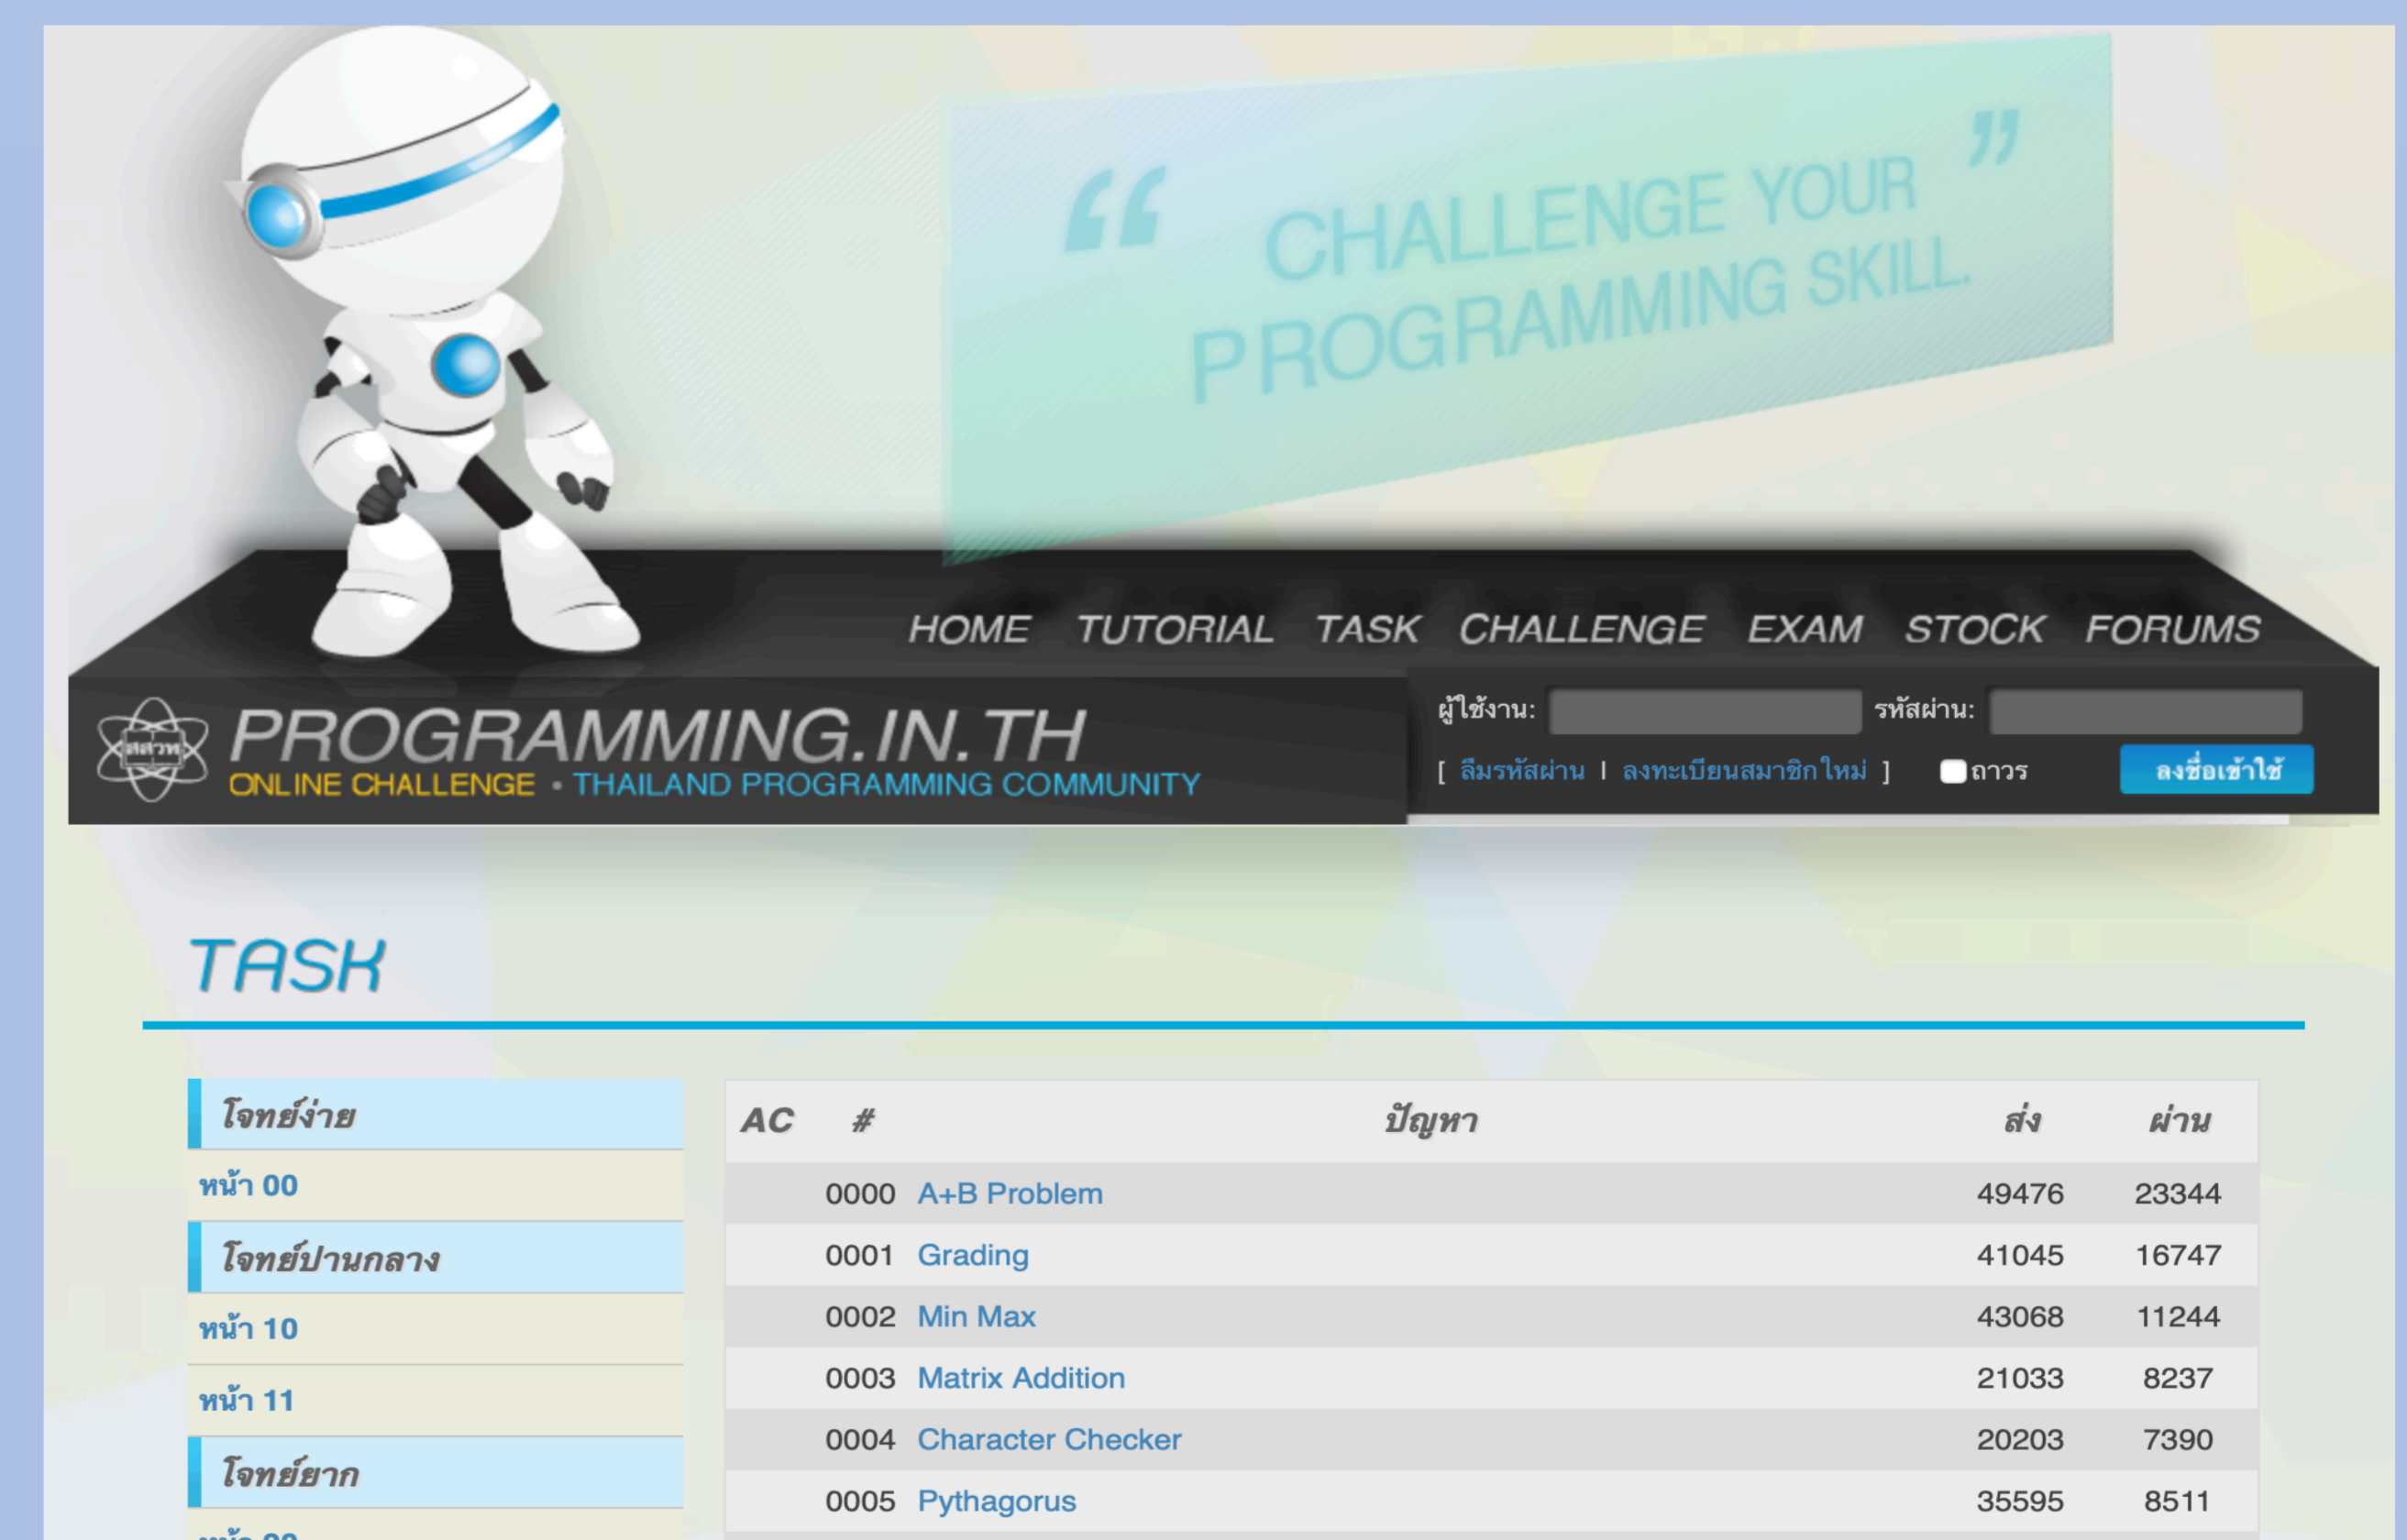 “ CHALLENGE YOUR ”
PROGRAMMING SKILL.
HOME TUTORIAL TASK CHALLENGE EXAM STOCK FORUMS
สสวท
PROGRAMMING.IN.TH
ONLINE CHALLENGE • THAILAND PROGRAMMING COMMUNITY
ผู้ใช้งาน: รหัสผ่าน:
[ ลืมรหัสผ่าน | ลงทะเบียนสมาชิกใหม่ ] ถาวร ลงชื่อเข้าใช้
TASK
โจทย์ง่าย
หน้า 00
โจทย์ปานกลาง
หน้า 10
หน้า 11
โจทย์ยาก
AC # ปัญหา ส่ง ผ่าน
0000 A+B Problem 49476 23344
0001 Grading 41045 16747
0002 Min Max 43068 11244
0003 Matrix Addition 21033 8237
0004 Character Checker 20203 7390
0005 Pythagorus 35595 8511